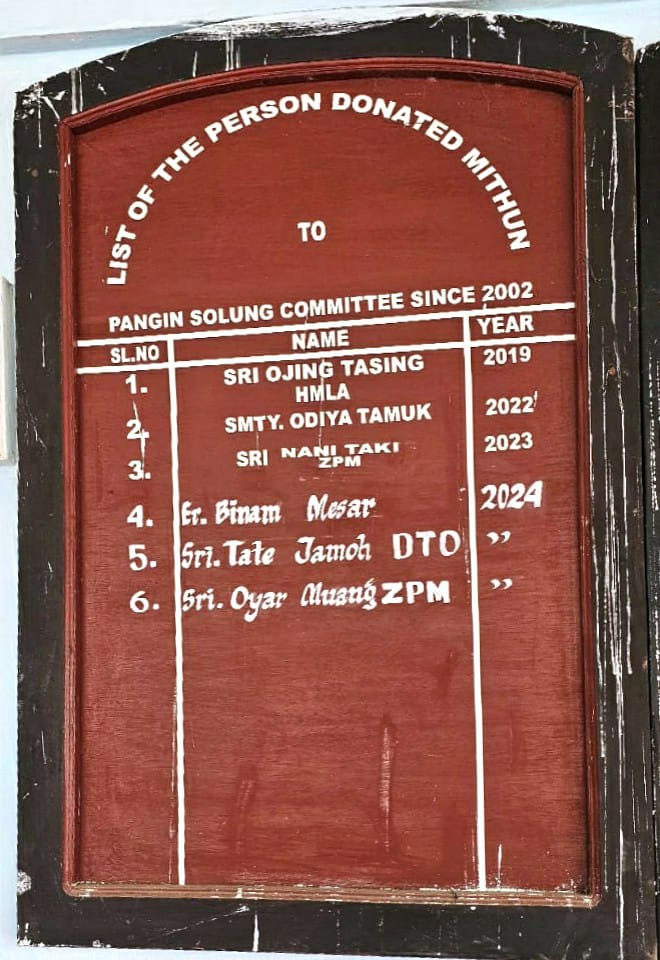 LIST OF THE PERSON DONATED MITHUN
TO
PANGIN SOLUNG COMMITTEE SINCE 2002
SL.NO NAME YEAR
1. SRI OJING TASING 2019
HMLA
2. SMTY. ODIYA TAMUK 2022
3. SRI NANI TAKI 2023
ZPM
4. Er. Binam Mesar 2024
5. Sri. Tate Jamoh DTO ”
6. Sri. Oyar Muang ZPM ”